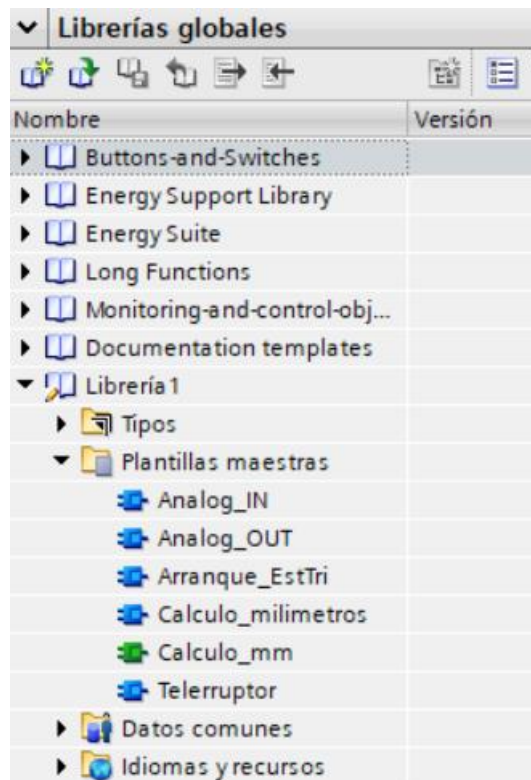 Librerías globales
Nombre Versión
Buttons-and-Switches
Energy Support Library
Energy Suite
Long Functions
Monitoring-and-control-obj...
Documentation templates
Librería1
Tipos
Plantillas maestras
Analog_IN
Analog_OUT
Arranque_EstTri
Calculo_milimetros
Calculo_mm
Telerruptor
Datos comunes
Idiomas y recursos